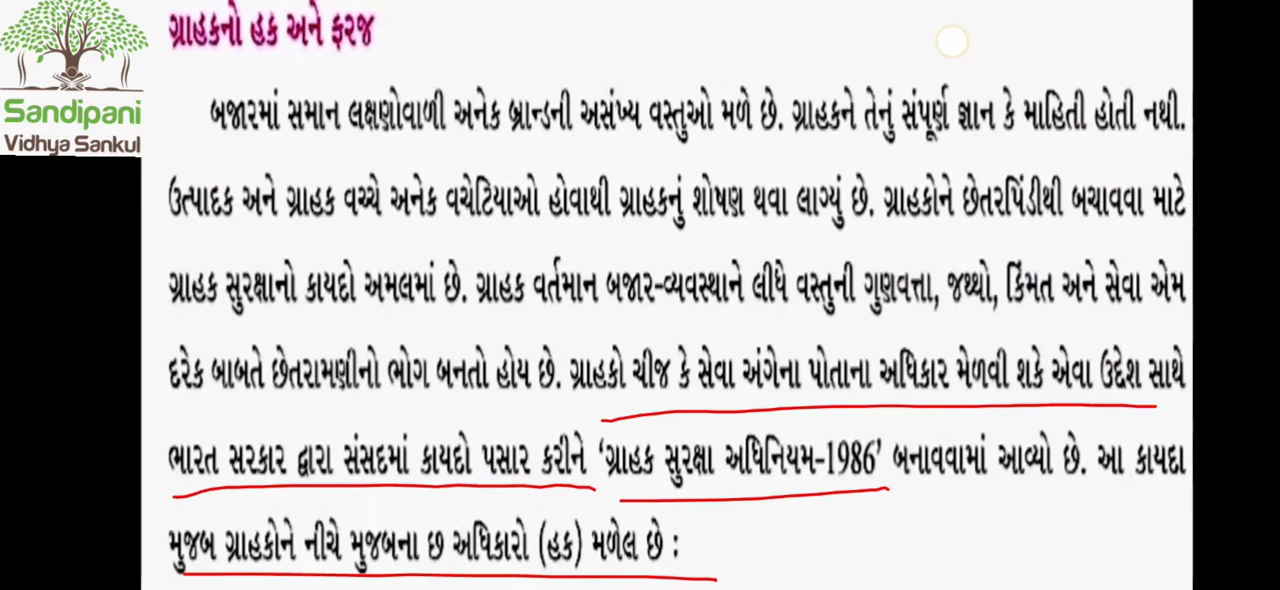 ગ્રાહકનો હક અને ફરજ
Sandipani
Vidhya Sankul
બજારમાં સમાન લક્ષણોવાળી અનેક બ્રાન્ડની અસંખ્ય વસ્તુઓ મળે છે. ગ્રાહકને તેનું સંપૂર્ણ જ્ઞાન કે માહિતી હોતી નથી.
ઉત્પાદક અને ગ્રાહક વચ્ચે અનેક વચેટિયાઓ હોવાથી ગ્રાહકનું શોષણ થવા લાગ્યું છે. ગ્રાહકોને છેતરપિંડીથી બચાવવા માટે
ગ્રાહક સુરક્ષાનો કાયદો અમલમાં છે. ગ્રાહક વર્તમાન બજાર-વ્યવસ્થાને લીધે વસ્તુની ગુણવત્તા, જથ્થો, કિંમત અને સેવા એમ
દરેક બાબતે છેતરામણીનો ભોગ બનતો હોય છે. ગ્રાહકો ચીજ કે સેવા અંગેના પોતાના અધિકાર મેળવી શકે એવા ઉદ્દેશ સાથે
ભારત સરકાર દ્વારા સંસદમાં કાયદો પસાર કરીને ‘ગ્રાહક સુરક્ષા અધિનિયમ-1986’ બનાવવામાં આવ્યો છે. આ કાયદા
મુજબ ગ્રાહકોને નીચે મુજબના છ અધિકારો (હક) મળેલ છે :